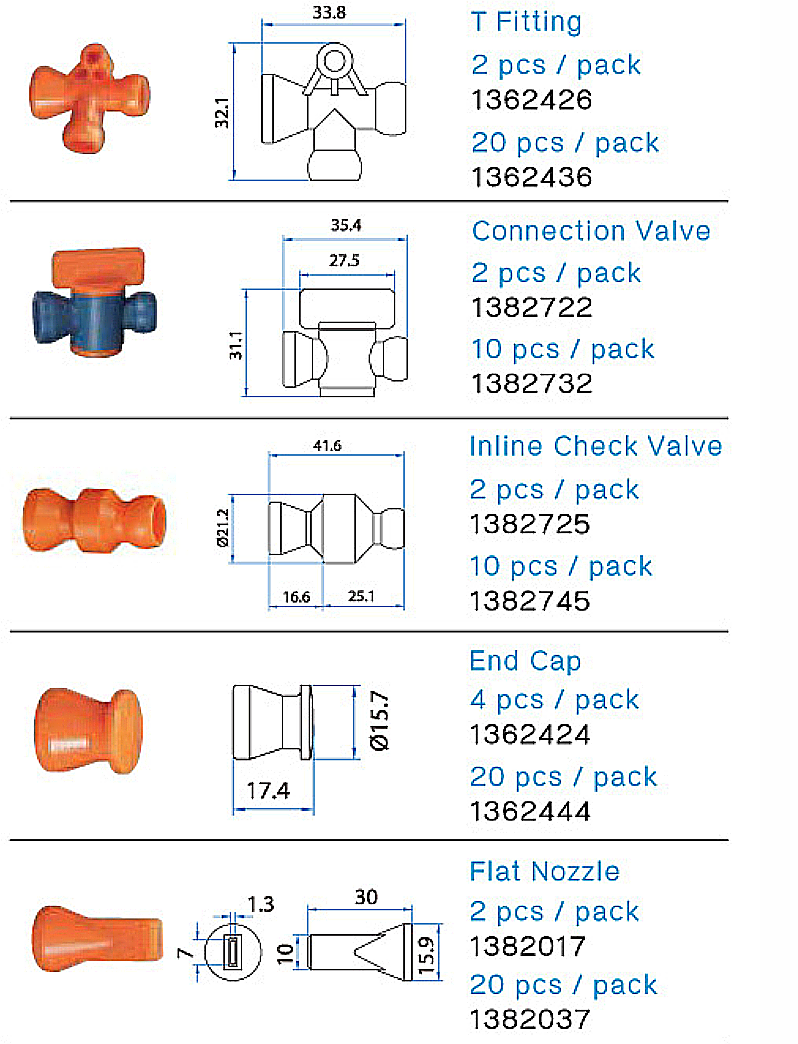 33.8
32.1
T Fitting
2 pcs / pack
1362426
20 pcs / pack
1362436
35.4
27.5
31.1
Connection Valve
2 pcs / pack
1382722
10 pcs / pack
1382732
41.6
Ø21.2
16.6
25.1
Inline Check Valve
2 pcs / pack
1382725
10 pcs / pack
1382745
Ø15.7
17.4
End Cap
4 pcs / pack
1362424
20 pcs / pack
1362444
1.3
7
30
10
15.9
Flat Nozzle
2 pcs / pack
1382017
20 pcs / pack
1382037